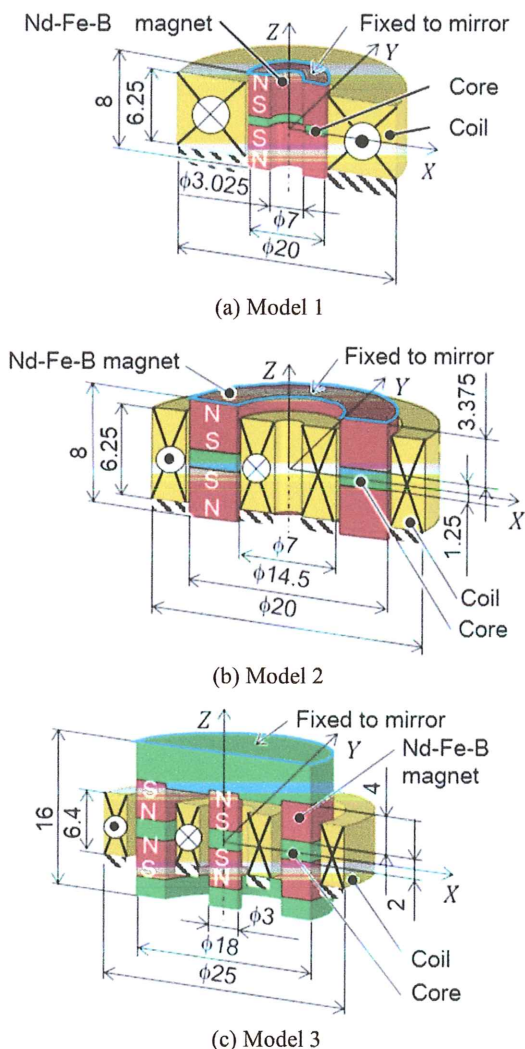 Nd-Fe-B magnet
Z
Fixed to mirror
Y
N
S
S
N
Core
Coil
X
8
6.25
ϕ3.025
ϕ7
ϕ20
(a) Model 1
Nd-Fe-B magnet
Z
Fixed to mirror
Y
N
S
S
N
N
S
S
N
3.375
8
6.25
X
1.25
ϕ7
ϕ14.5
ϕ20
Coil
Core
(b) Model 2
Z
Fixed to mirror
Y
Nd-Fe-B
magnet
S
N
N
S
N
S
S
N
S
N
N
S
4
16
6.4
X
2
ϕ3
ϕ18
ϕ25
Coil
Core
(c) Model 3